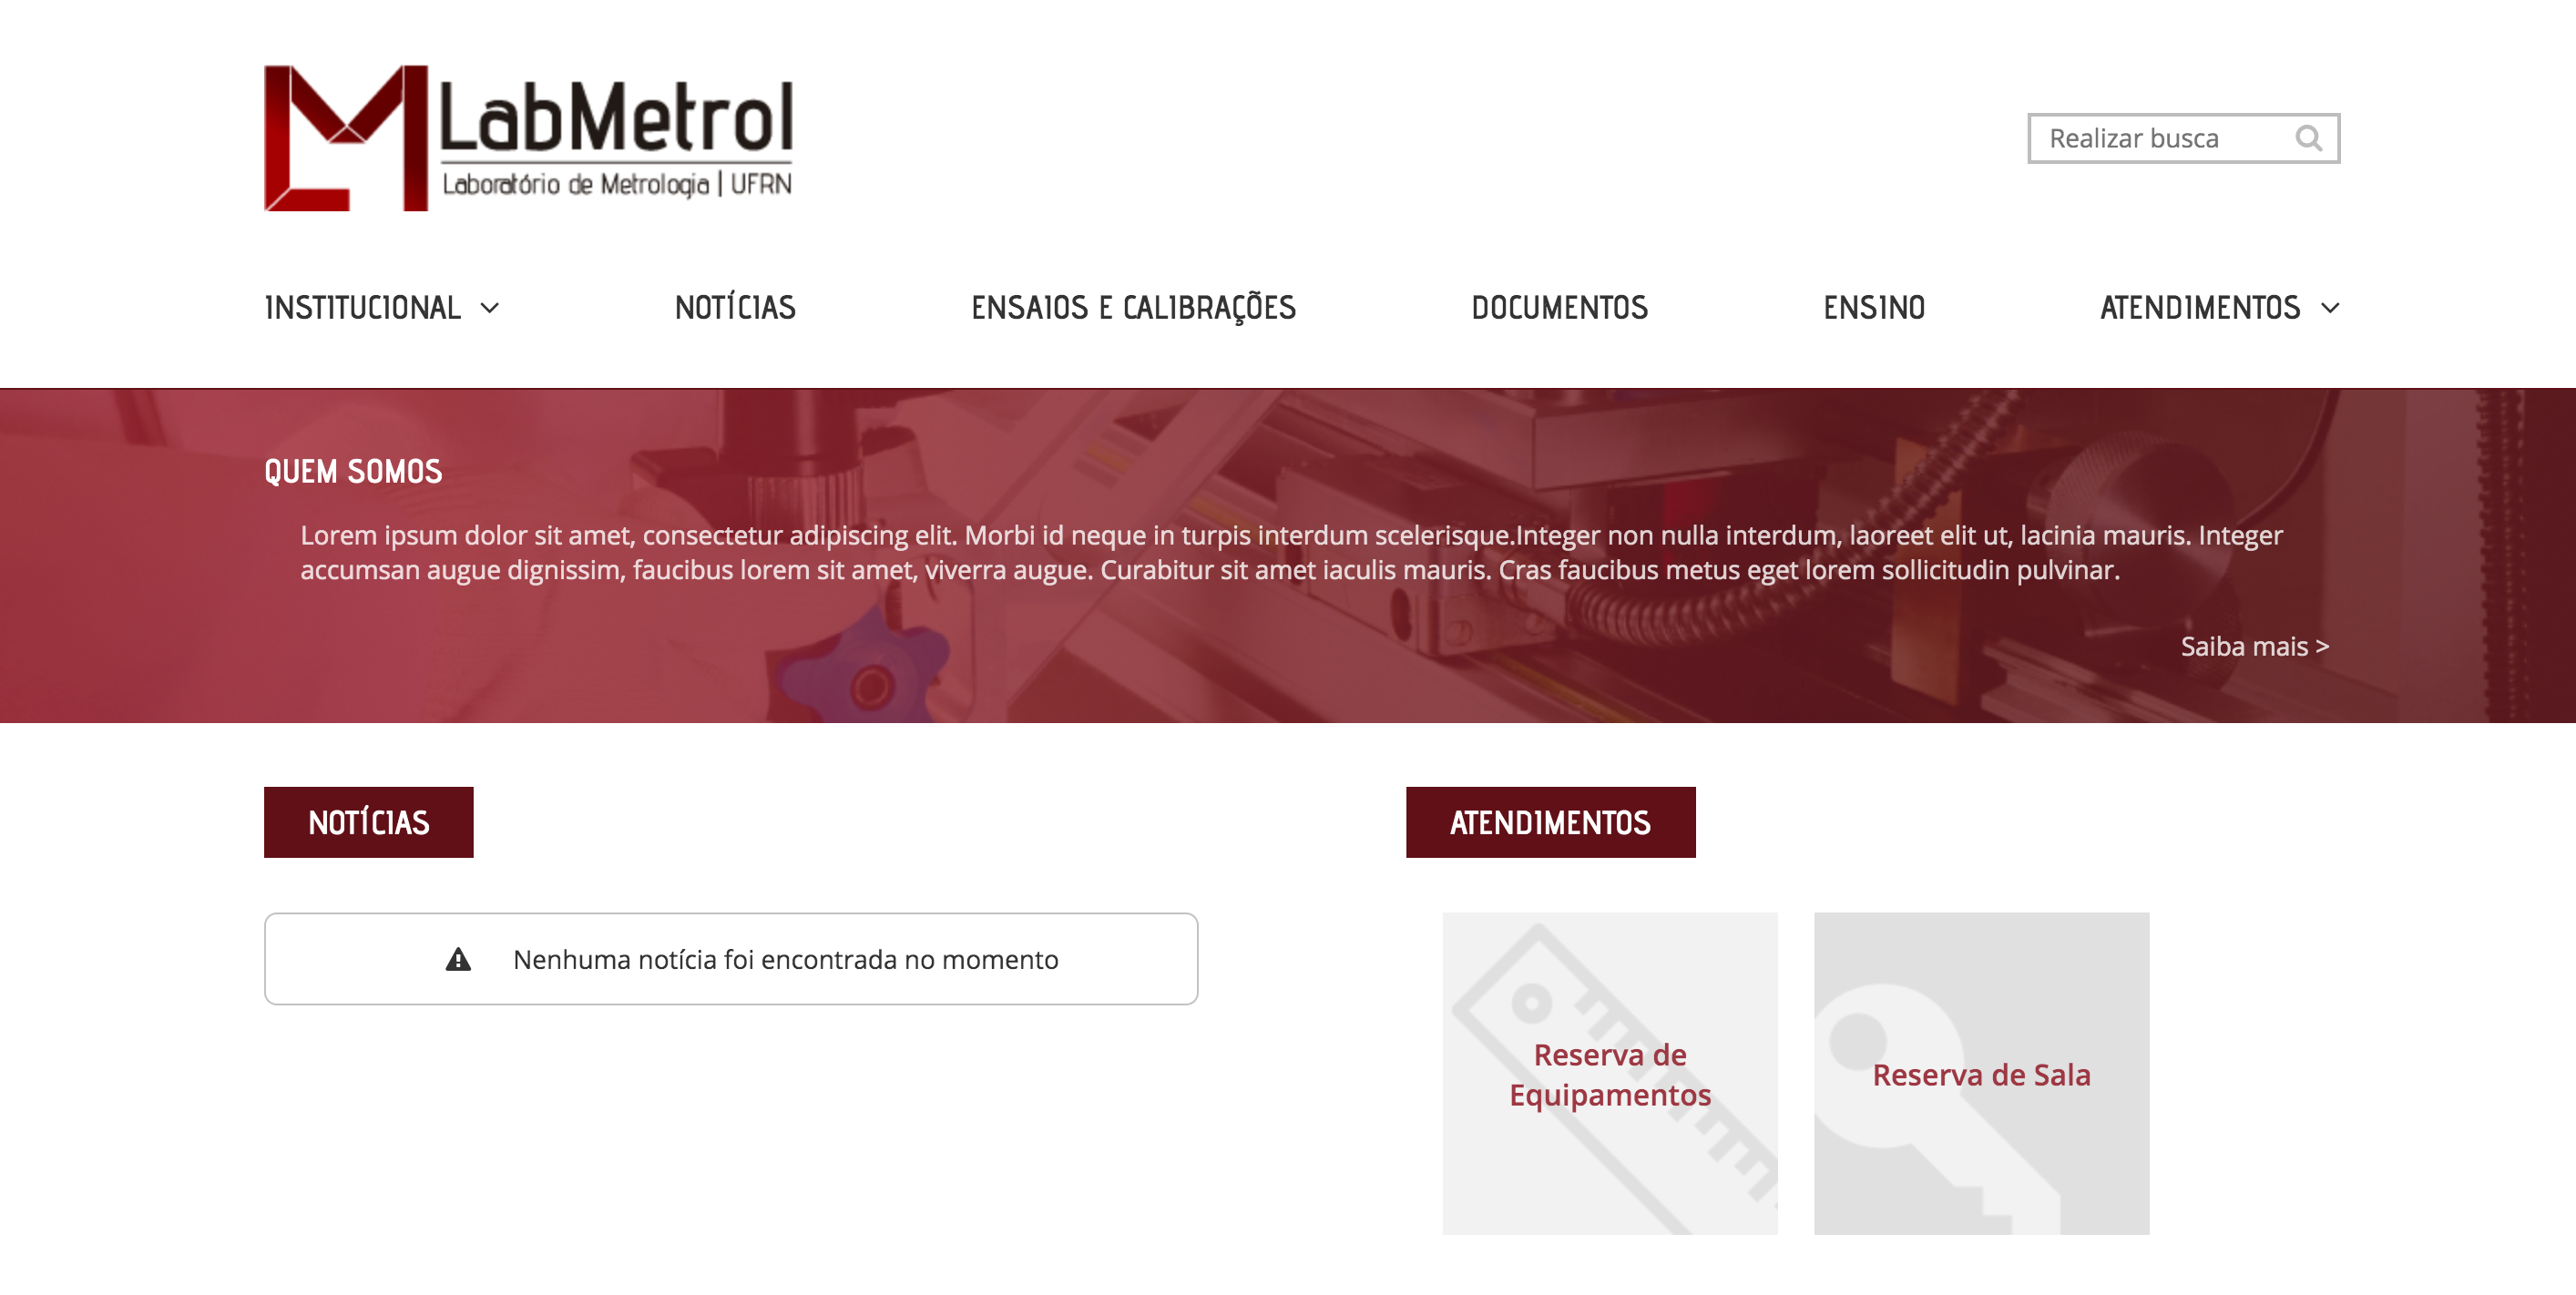 LabMetrol
Laboratório de Metrologia | UFRN
Realizar busca
INSTITUCIONAL
NOTÍCIAS
ENSAIOS E CALIBRAÇÕES
DOCUMENTOS
ENSINO
ATENDIMENTOS
QUEM SOMOS
Lorem ipsum dolor sit amet, consectetur adipiscing elit. Morbi id neque in turpis interdum scelerisque.Integer non nulla interdum, laoreet elit ut, lacinia mauris. Integer
accumsan augue dignissim, faucibus lorem sit amet, viverra augue. Curabitur sit amet iaculis mauris. Cras faucibus metus eget lorem sollicitudin pulvinar.
Saiba mais >
NOTÍCIAS
Nenhuma notícia foi encontrada no momento
ATENDIMENTOS
Reserva de
Equipamentos
Reserva de Sala